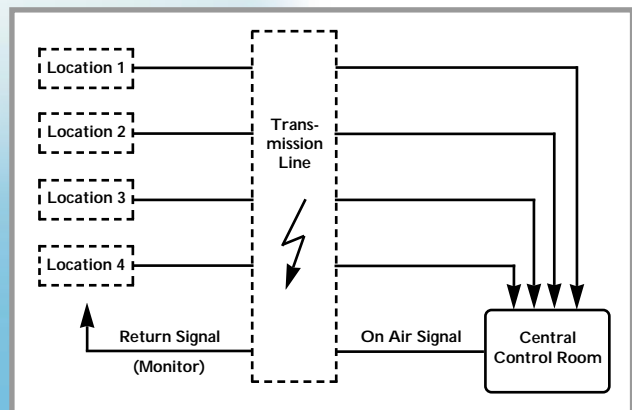 Location 1
Location 2
Location 3
Location 4
Trans-
mission
Line
Return Signal
(Monitor)
On Air Signal
Central
Control Room